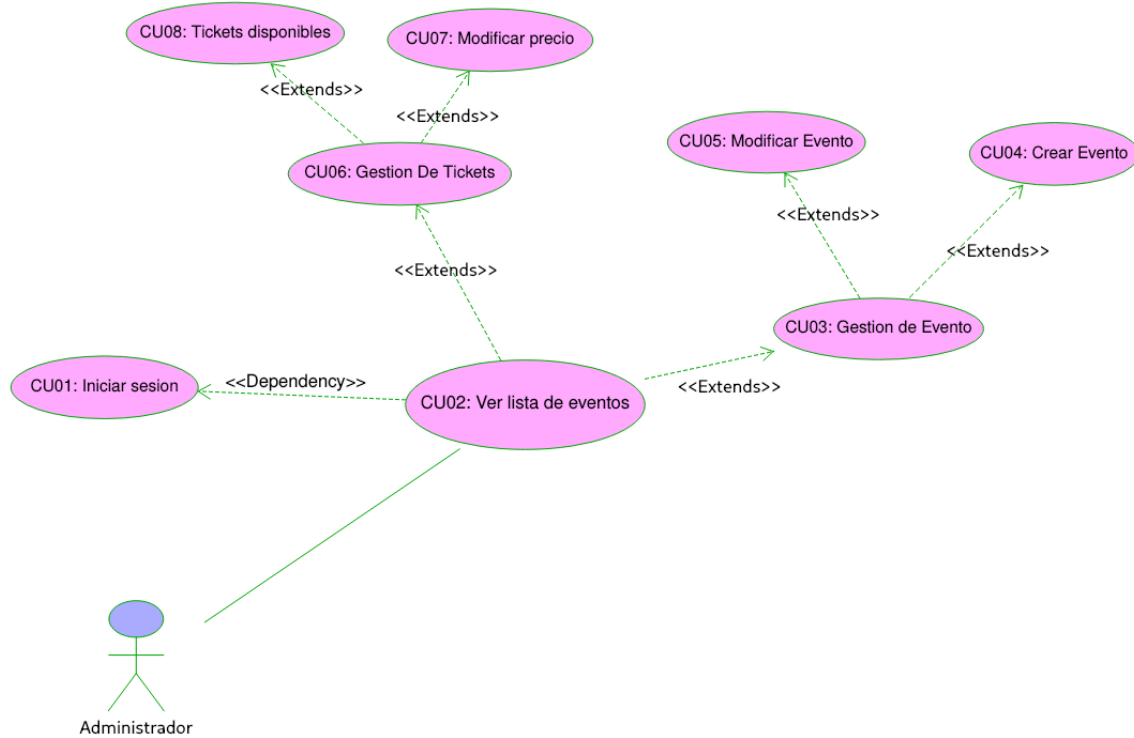 CU08: Tickets disponibles
CU07: Modificar precio
<<Extends>>
<<Extends>>
CU05: Modificar Evento
CU04: Crear Evento
CU06: Gestion De Tickets
<<Extends>>
<<Extends>>
<<Extends>>
CU03: Gestion de Evento
CU01: Iniciar sesion
<<Dependency>>
<<Extends>>
CU02: Ver lista de eventos
Administrador